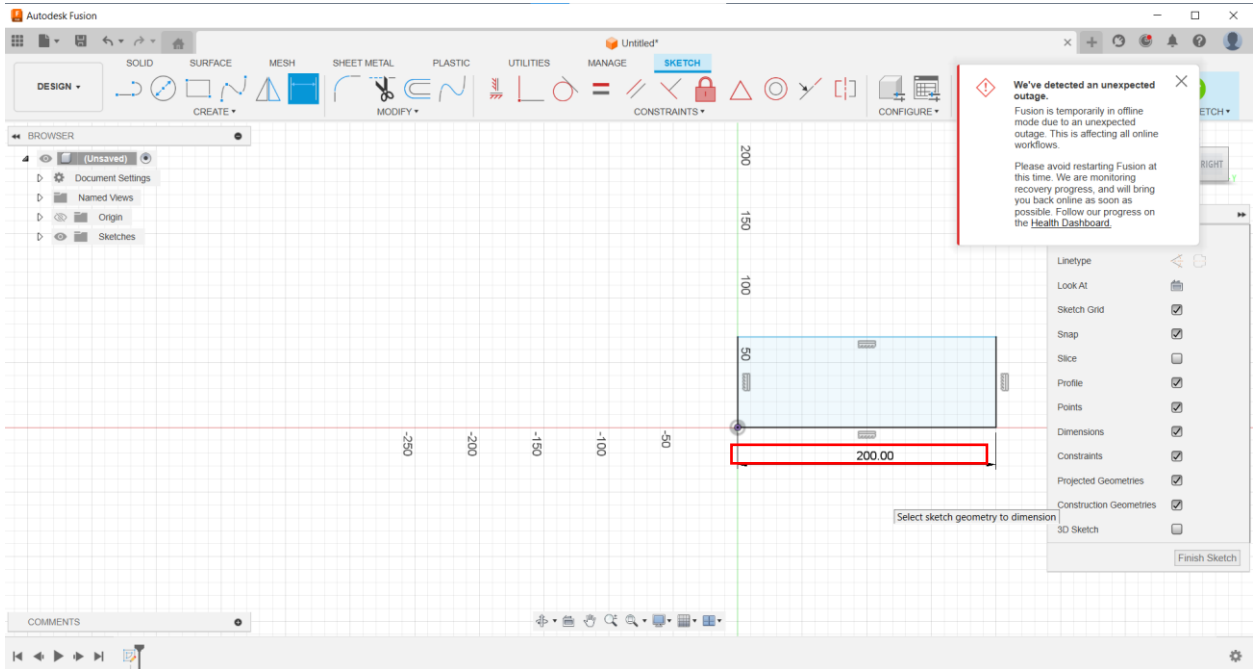 Autodesk Fusion
Untitled*
SOLID SURFACE MESH SHEET METAL PLASTIC UTILITIES MANAGE SKETCH
DESIGN
CREATE MODIFY CONSTRAINTS CONFIGURE ETCH
We've detected an unexpected
outage.
Fusion is temporarily in offline
mode due to an unexpected
outage. This is affecting all online
workflows.
Please avoid restarting Fusion at
this time. We are monitoring
recovery progress, and will bring
you back online as soon as
possible. Follow our progress on
the Health Dashboard.
BROWSER
(Unsaved)
Document Settings
Named Views
Origin
Sketches
RIGHT
Y
200
150
100
50
-250 -200 -150 -100 -50
200.00
Select sketch geometry to dimension
Linetype
Look At
Sketch Grid
Snap
Slice
Profile
Points
Dimensions
Constraints
Projected Geometries
Construction Geometries
3D Sketch
Finish Sketch
COMMENTS